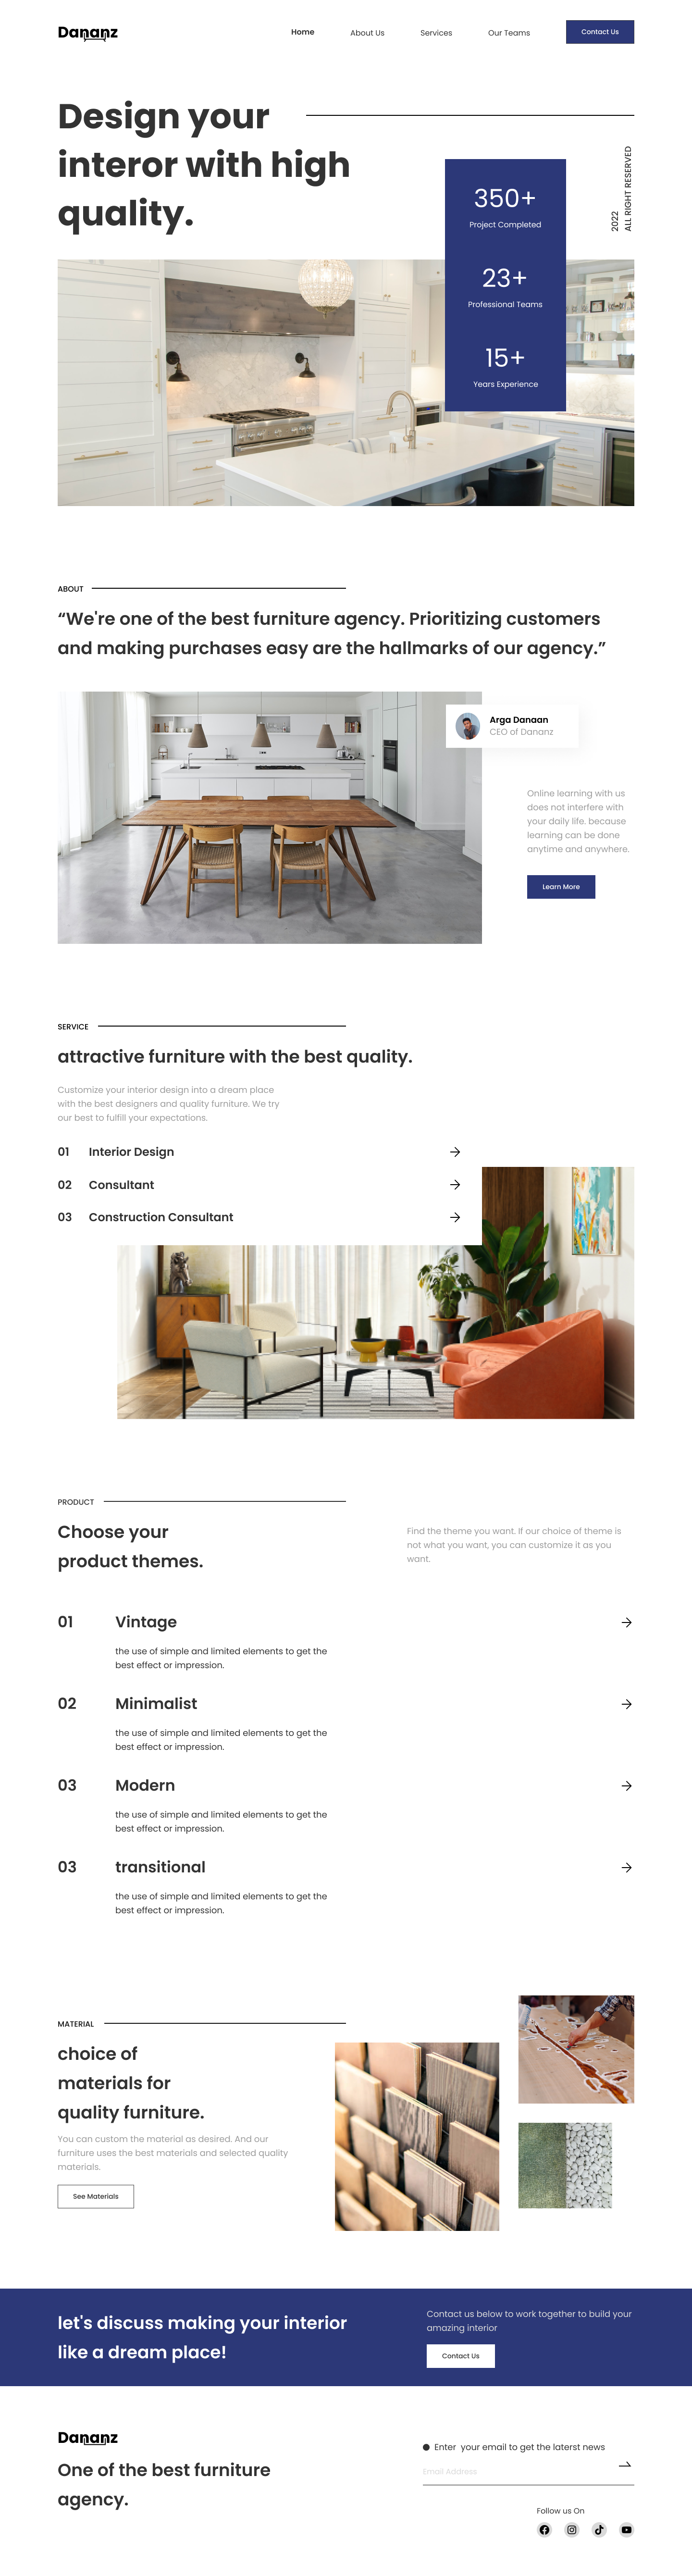 Dananz
Home
About Us
Services
Our Teams
Contact Us
Design your
interor with high
quality.
2022
ALL RIGHT RESERVED
350+
Project Completed
23+
Professional Teams
15+
Years Experience
ABOUT
“We're one of the best furniture agency. Prioritizing customers
and making purchases easy are the hallmarks of our agency.”
Arga Danaan
CEO of Dananz
Online learning with us
does not interfere with
your daily life. because
learning can be done
anytime and anywhere.
Learn More
SERVICE
attractive furniture with the best quality.
Customize your interior design into a dream place
with the best designers and quality furniture. We try
our best to fulfill your expectations.
01 Interior Design
02 Consultant
03 Construction Consultant
PRODUCT
Choose your
product themes.
Find the theme you want. If our choice of theme is
not what you want, you can customize it as you
want.
01 Vintage
the use of simple and limited elements to get the
best effect or impression.
02 Minimalist
the use of simple and limited elements to get the
best effect or impression.
03 Modern
the use of simple and limited elements to get the
best effect or impression.
03 transitional
the use of simple and limited elements to get the
best effect or impression.
MATERIAL
choice of
materials for
quality furniture.
You can custom the material as desired. And our
furniture uses the best materials and selected quality
materials.
See Materials
let's discuss making your interior
like a dream place!
Contact us below to work together to build your
amazing interior
Contact Us
Dananz
One of the best furniture
agency.
Enter your email to get the laterst news
Email Address
Follow us On